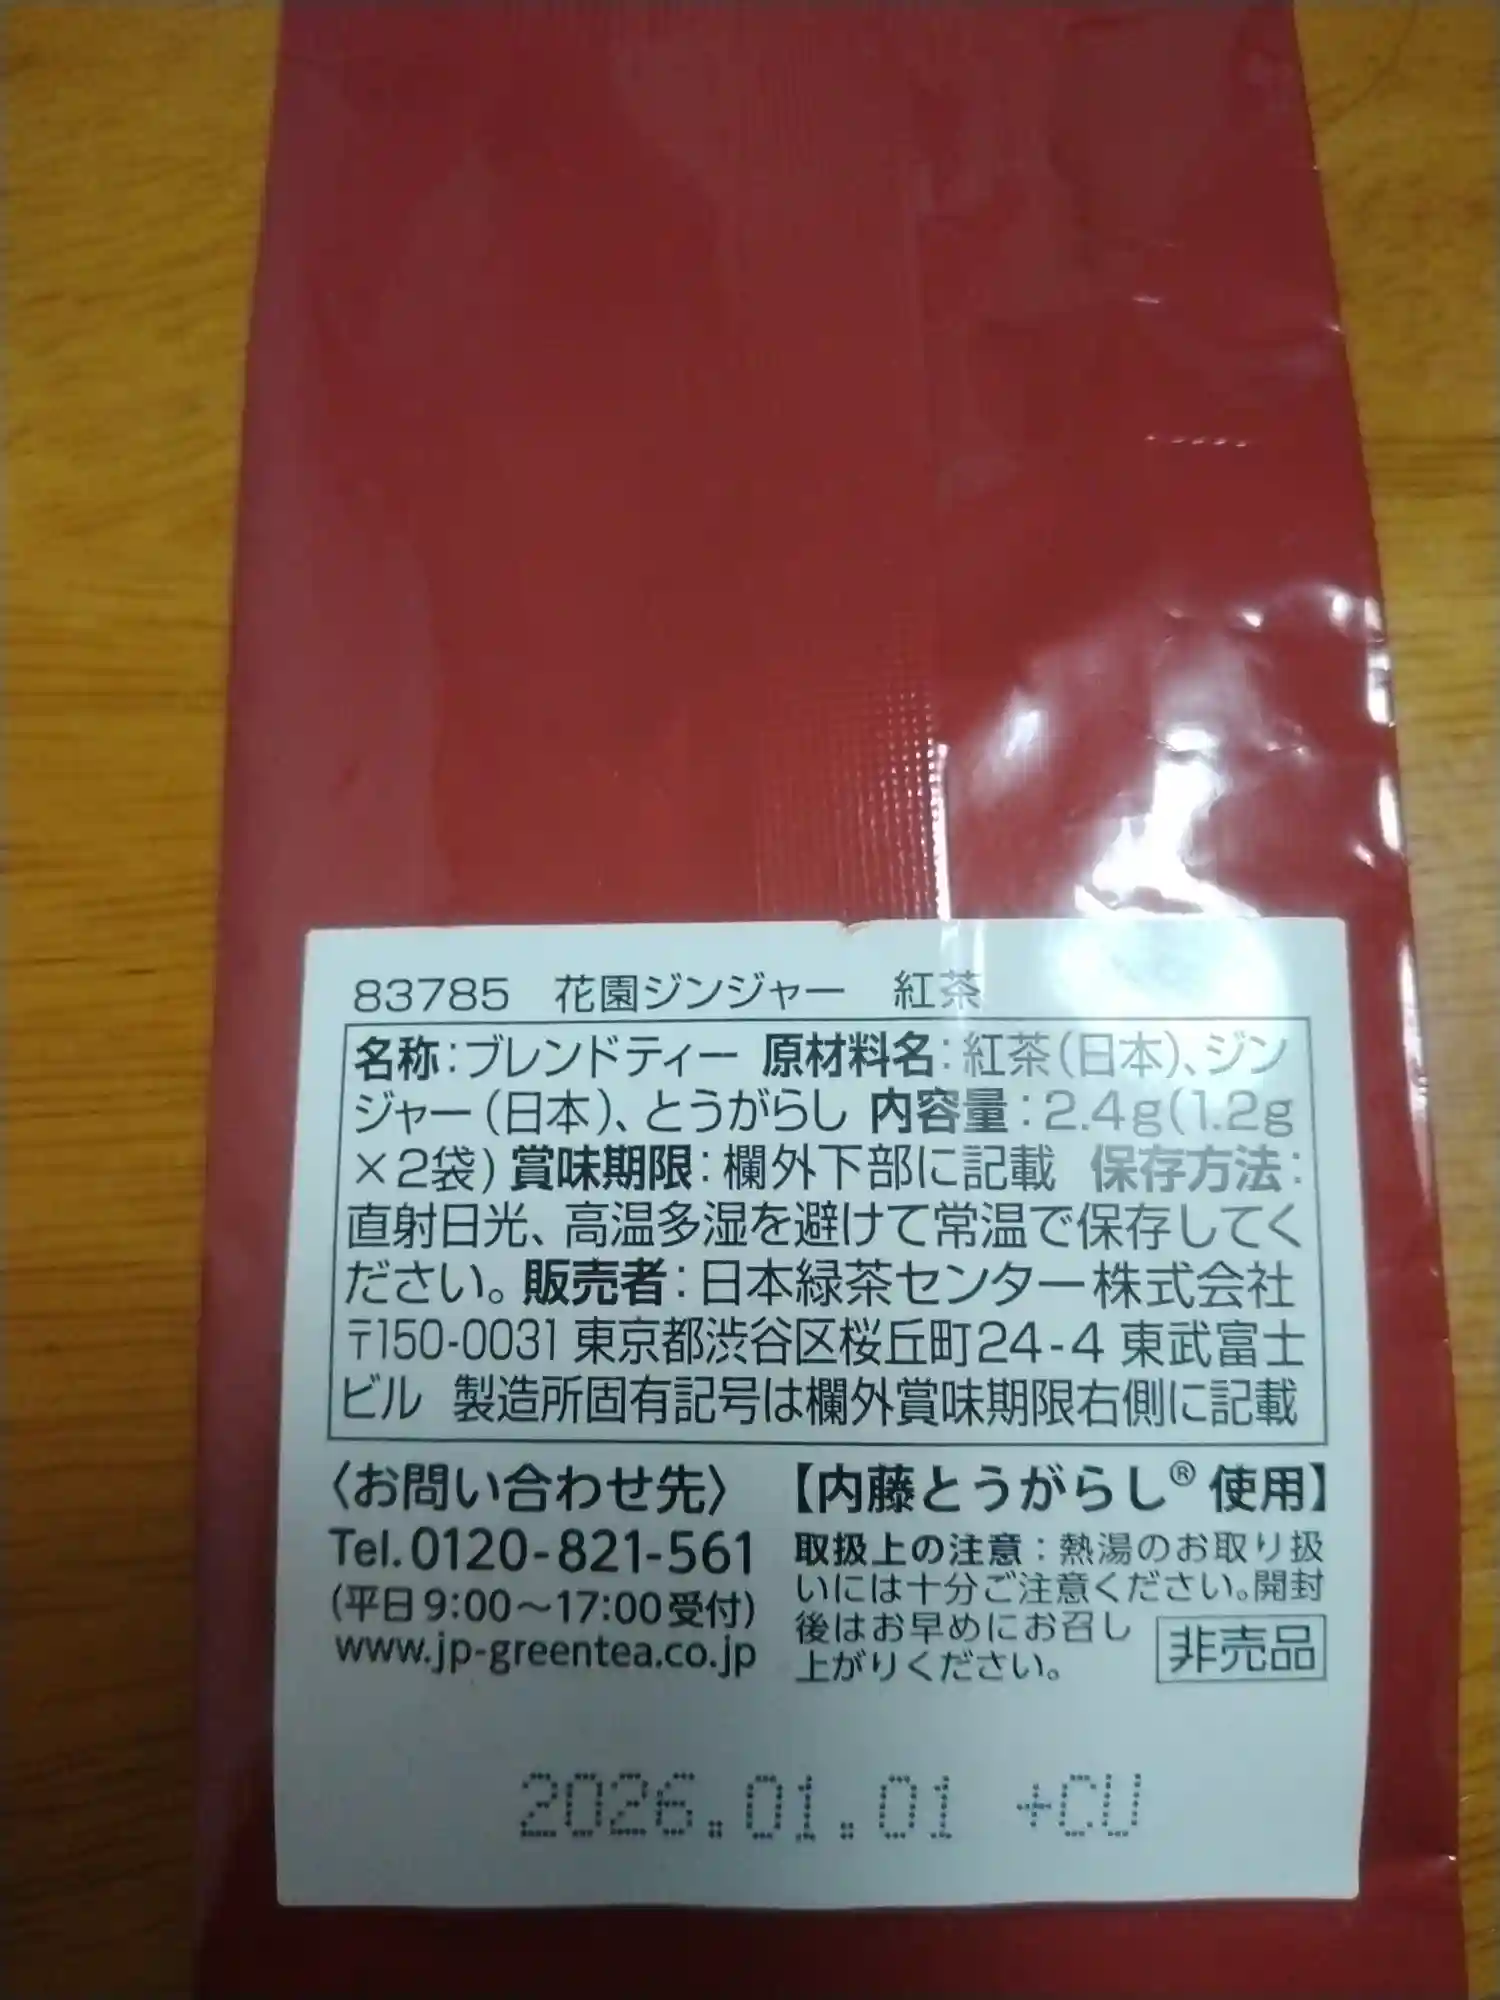 83785 花園ジンジャー 紅茶
名称:ブレンドティー 原材料名:紅茶(日本)、ジン
ジャー(日本)、とうがらし 内容量:2.4g(1.2g
×2袋) 賞味期限:欄外下部に記載 保存方法:
直射日光、高温多湿を避けて常温で保存してく
ださい。 販売者:日本緑茶センター株式会社
〒150-0031 東京都渋谷区桜丘町24-4 東武富士
ビル 製造所固有記号は欄外賞味期限右側に記載
〈お問い合わせ先〉
Tel.0120-821-561
(平日9:00〜17:00受付)
www.jp-greentea.co.jp
【内藤とうがらし® 使用】
取扱上の注意:熱湯のお取り扱
いには十分ご注意ください。開封
後はお早めにお召し
上がりください。
非売品
2026.01.01 +CU